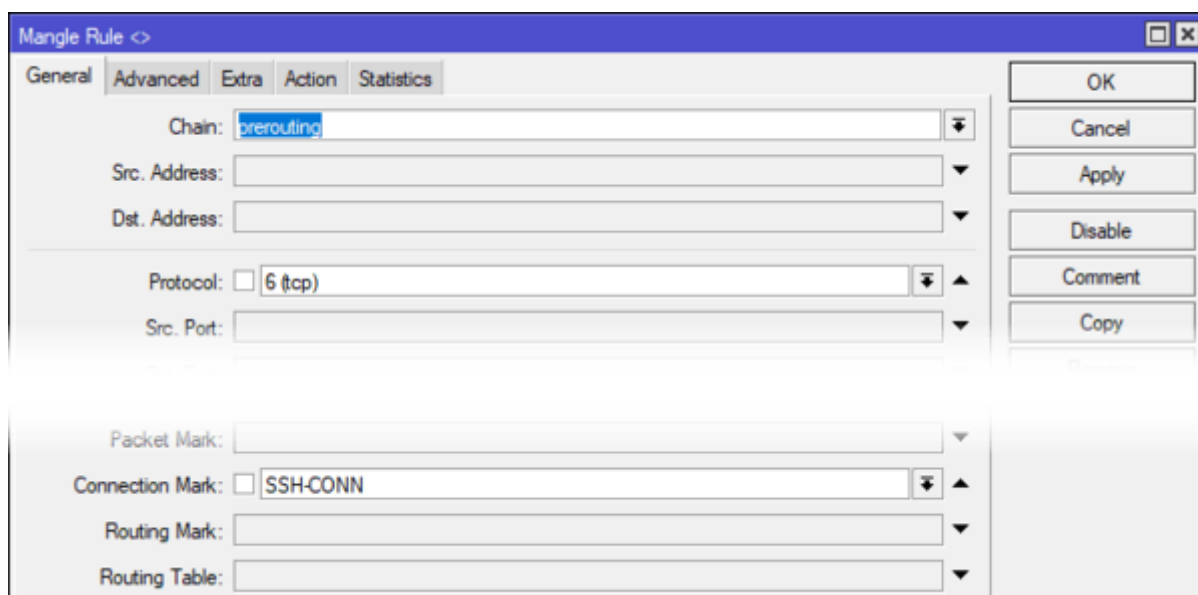 Mangle Rule <>
General Advanced Extra Action Statistics
Chain: prerouting
Src. Address:
Dst. Address:
Protocol: 6 (tcp)
Src. Port:
Packet Mark:
Connection Mark: SSH-CONN
Routing Mark:
Routing Table:
OK
Cancel
Apply
Disable
Comment
Copy